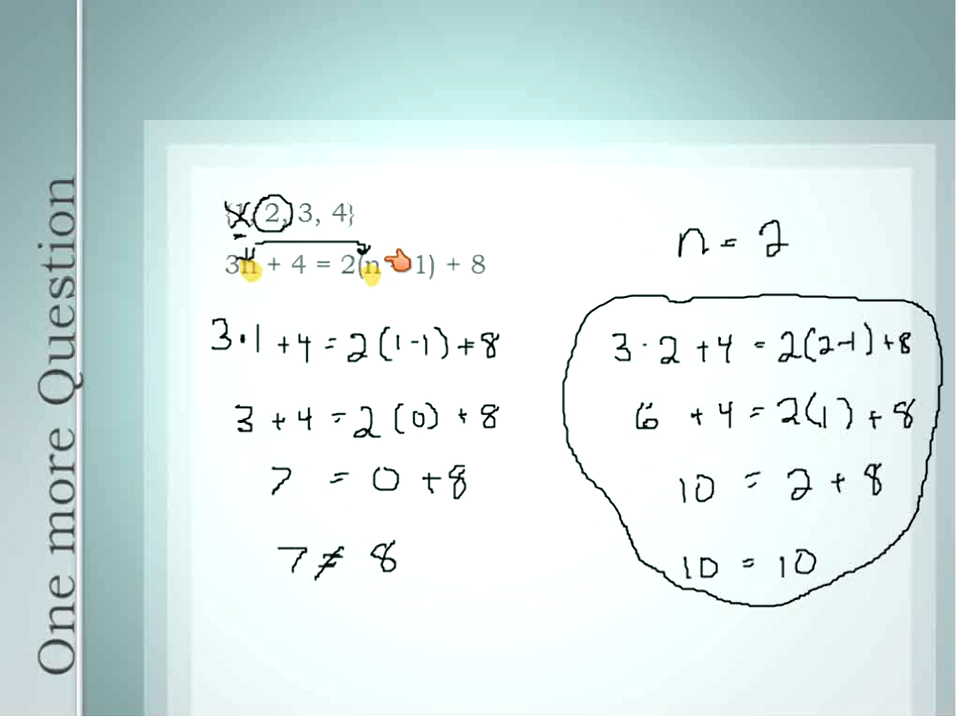 One more Question
{1, 2, 3, 4}
3n + 4 = 2(n - 1) + 8
n = 2
3·1 + 4 = 2(1-1) + 8
3 + 4 = 2(0) + 8
7 = 0 + 8
7 ≠ 8
3·2 + 4 = 2(2-1) + 8
6 + 4 = 2(1) + 8
10 = 2 + 8
10 = 10